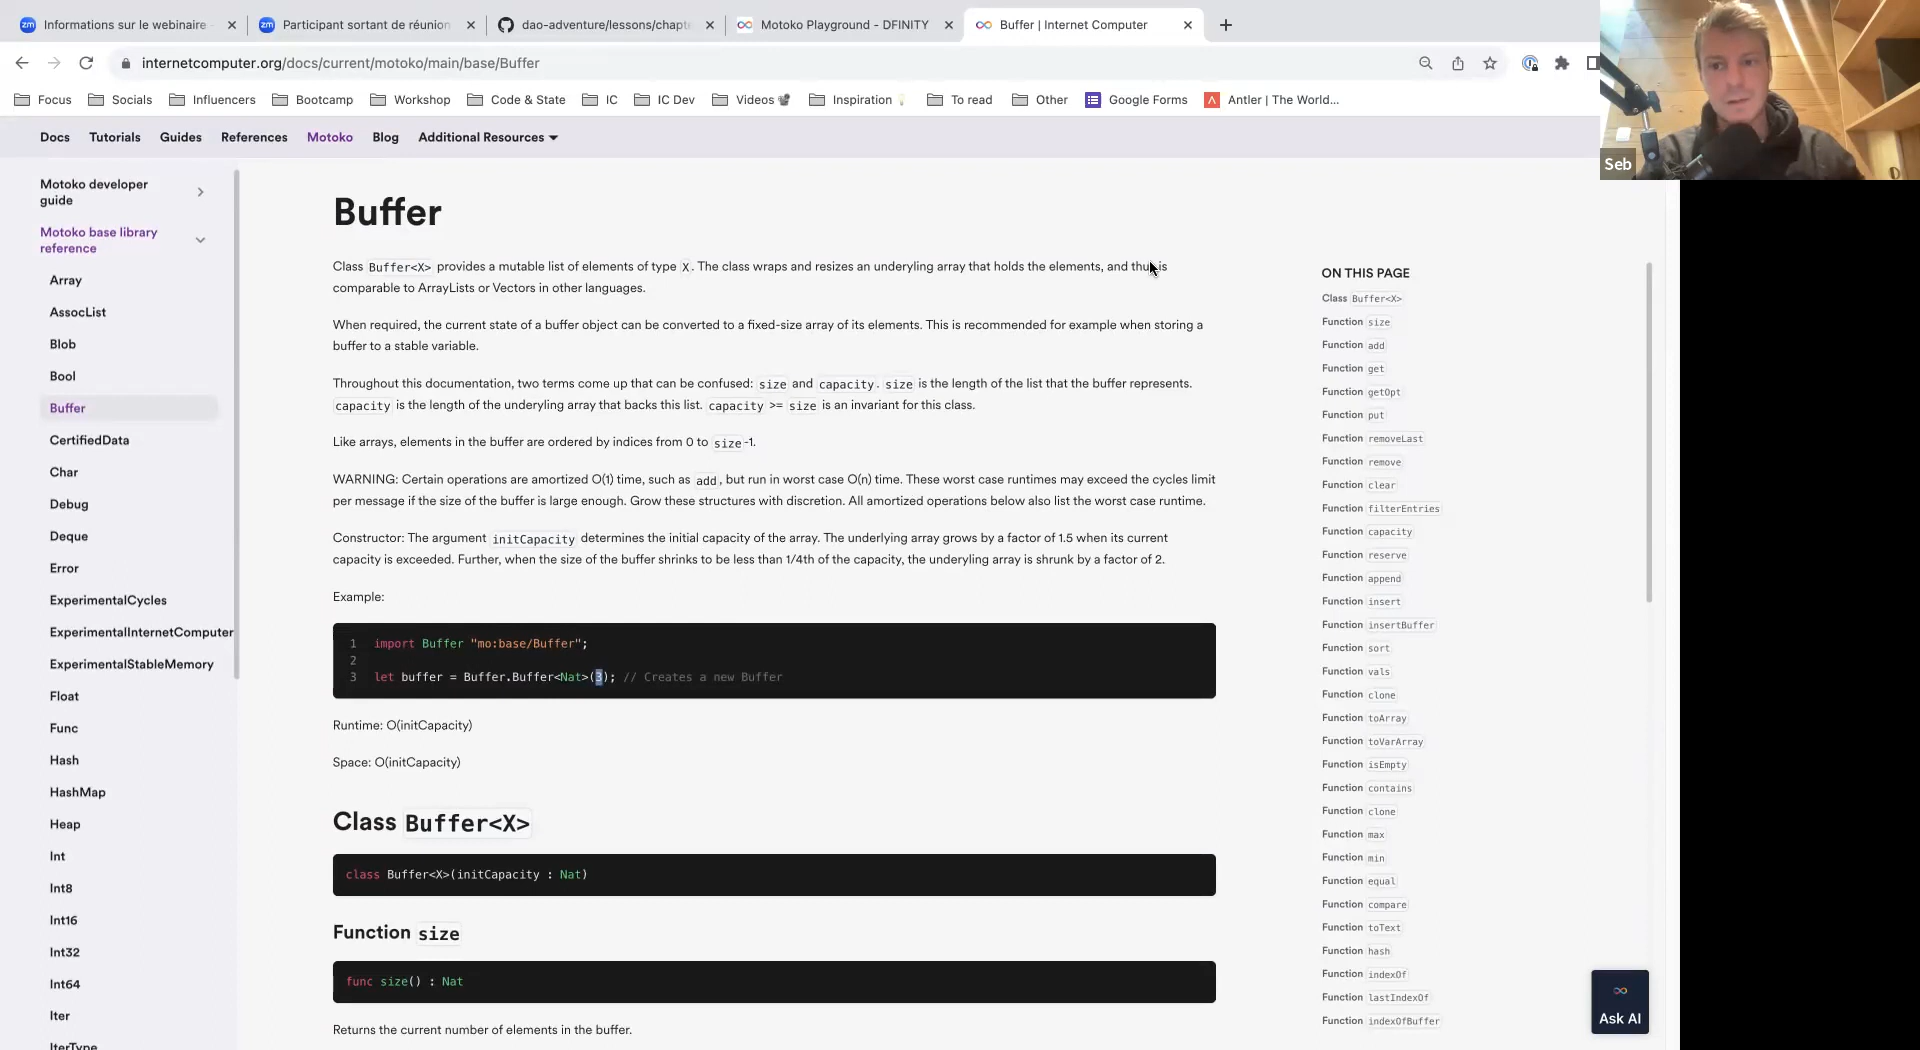 Informations sur le webinaire -
Participant sortant de réunion
dao-adventure/lessons/chapt
Motoko Playground - DFINITY
Buffer | Internet Computer
internetcomputer.org/docs/current/motoko/main/base/Buffer
Focus
Socials
Influencers
Bootcamp
Workshop
Code & State
IC
IC Dev
Videos
Inspiration
To read
Other
Google Forms
Antler | The World...
Docs
Tutorials
Guides
References
Motoko
Blog
Additional Resources
Seb
Motoko developer
guide
Motoko base library
reference
Array
AssocList
Blob
Bool
Buffer
CertifiedData
Char
Debug
Deque
Error
ExperimentalCycles
ExperimentalInternetComputer
ExperimentalStableMemory
Float
Func
Hash
HashMap
Heap
Int
Int8
Int16
Int32
Int64
Iter
IterType
Buffer
Class Buffer<X> provides a mutable list of elements of type X. The class wraps and resizes an underyling array that holds the elements, and thus is
comparable to ArrayLists or Vectors in other languages.
When required, the current state of a buffer object can be converted to a fixed-size array of its elements. This is recommended for example when storing a
buffer to a stable variable.
Throughout this documentation, two terms come up that can be confused: size and capacity. size is the length of the list that the buffer represents.
capacity is the length of the underyling array that backs this list. capacity >= size is an invariant for this class.
Like arrays, elements in the buffer are ordered by indices from 0 to size-1.
WARNING: Certain operations are amortized O(1) time, such as add, but run in worst case O(n) time. These worst case runtimes may exceed the cycles limit
per message if the size of the buffer is large enough. Grow these structures with discretion. All amortized operations below also list the worst case runtime.
Constructor: The argument initCapacity determines the initial capacity of the array. The underlying array grows by a factor of 1.5 when its current
capacity is exceeded. Further, when the size of the buffer shrinks to be less than 1/4th of the capacity, the underyling array is shrunk by a factor of 2.
Example:
1 import Buffer "mo:base/Buffer";
2
3 let buffer = Buffer.Buffer<Nat>(3); // Creates a new Buffer
Runtime: O(initCapacity)
Space: O(initCapacity)
Class Buffer<X>
class Buffer<X>(initCapacity : Nat)
Function size
func size() : Nat
Returns the current number of elements in the buffer.
ON THIS PAGE
Class Buffer<X>
Function size
Function add
Function get
Function getOpt
Function put
Function removeLast
Function remove
Function clear
Function filterEntries
Function capacity
Function reserve
Function append
Function insert
Function insertBuffer
Function sort
Function vals
Function clone
Function toArray
Function toVarArray
Function isEmpty
Function contains
Function clone
Function max
Function min
Function equal
Function compare
Function toText
Function hash
Function indexOf
Function lastIndexOf
Function indexOfBuffer
Ask AI